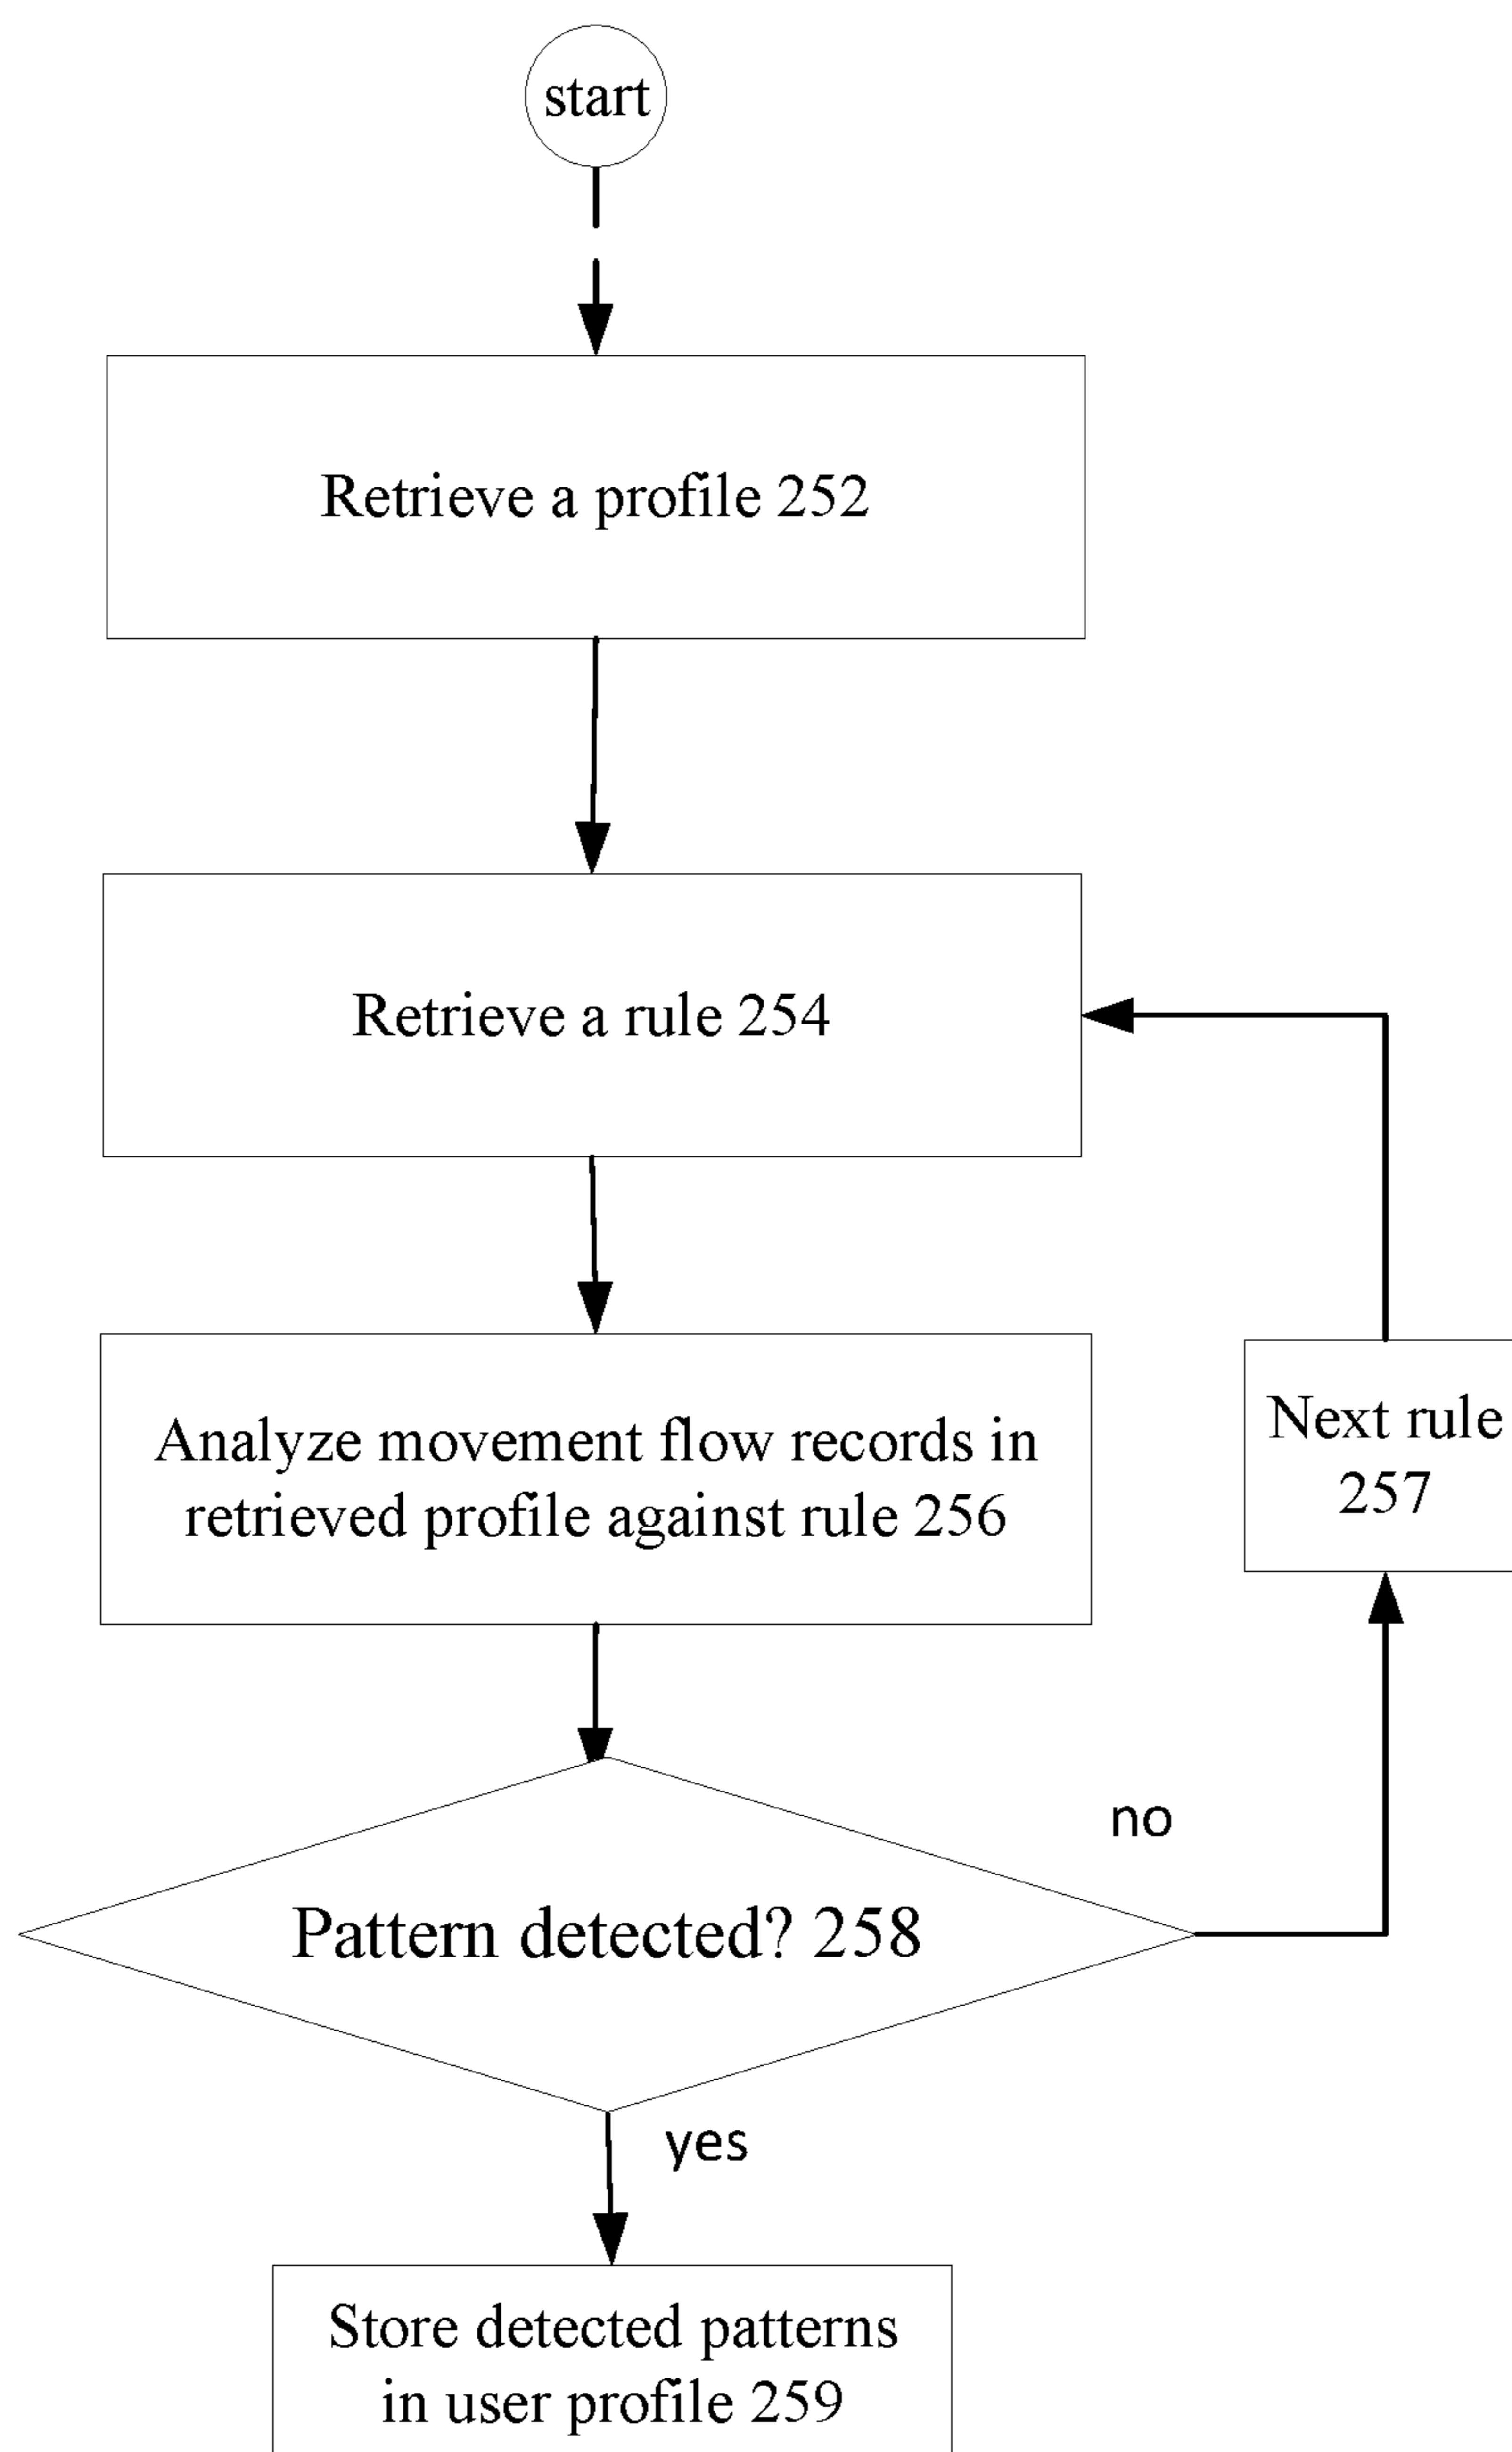 start
Retrieve a profile 252
Retrieve a rule 254
Analyze movement flow records in
retrieved profile against rule 256
Next rule
257
Pattern detected? 258
no
yes
Store detected patterns
in user profile 259